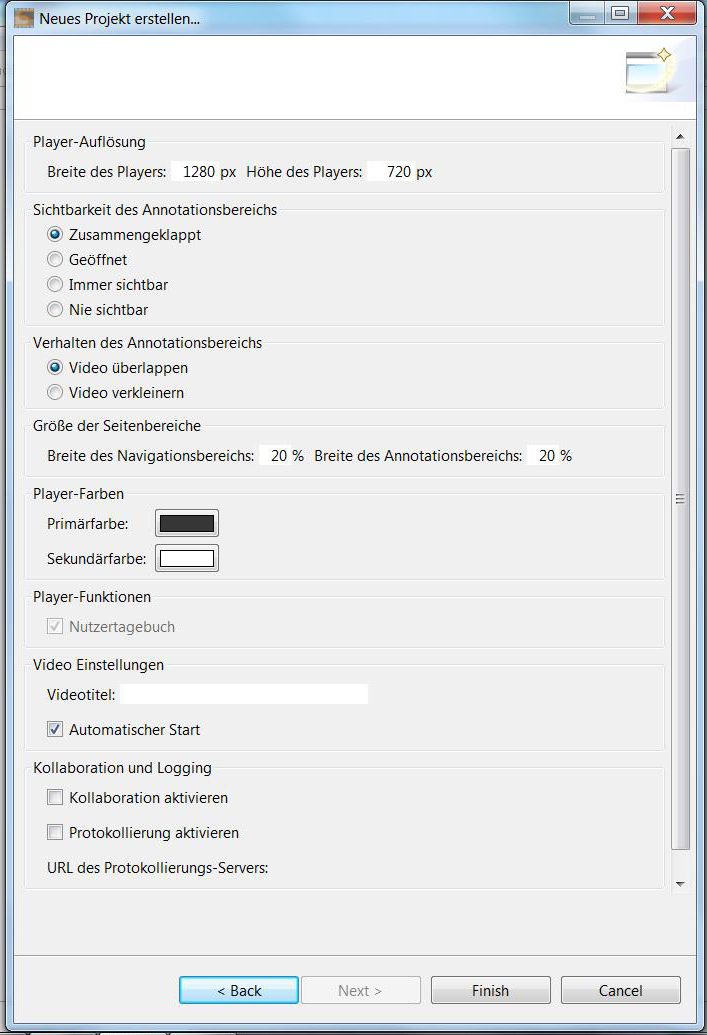 Neues Projekt erstellen...
Player-Auflösung
Breite des Players: 1280 px Höhe des Players: 720 px
Sichtbarkeit des Annotationsbereichs
Zusammengeklappt
Geöffnet
Immer sichtbar
Nie sichtbar
Verhalten des Annotationsbereichs
Video überlappen
Video verkleinern
Größe der Seitenbereiche
Breite des Navigationsbereichs: 20 % Breite des Annotationsbereichs: 20 %
Player-Farben
Primärfarbe:
Sekundärfarbe:
Player-Funktionen
Nutzertagebuch
Video Einstellungen
Videotitel:
Automatischer Start
Kollaboration und Logging
Kollaboration aktivieren
Protokollierung aktivieren
URL des Protokollierungs-Servers:
< Back Next > Finish Cancel